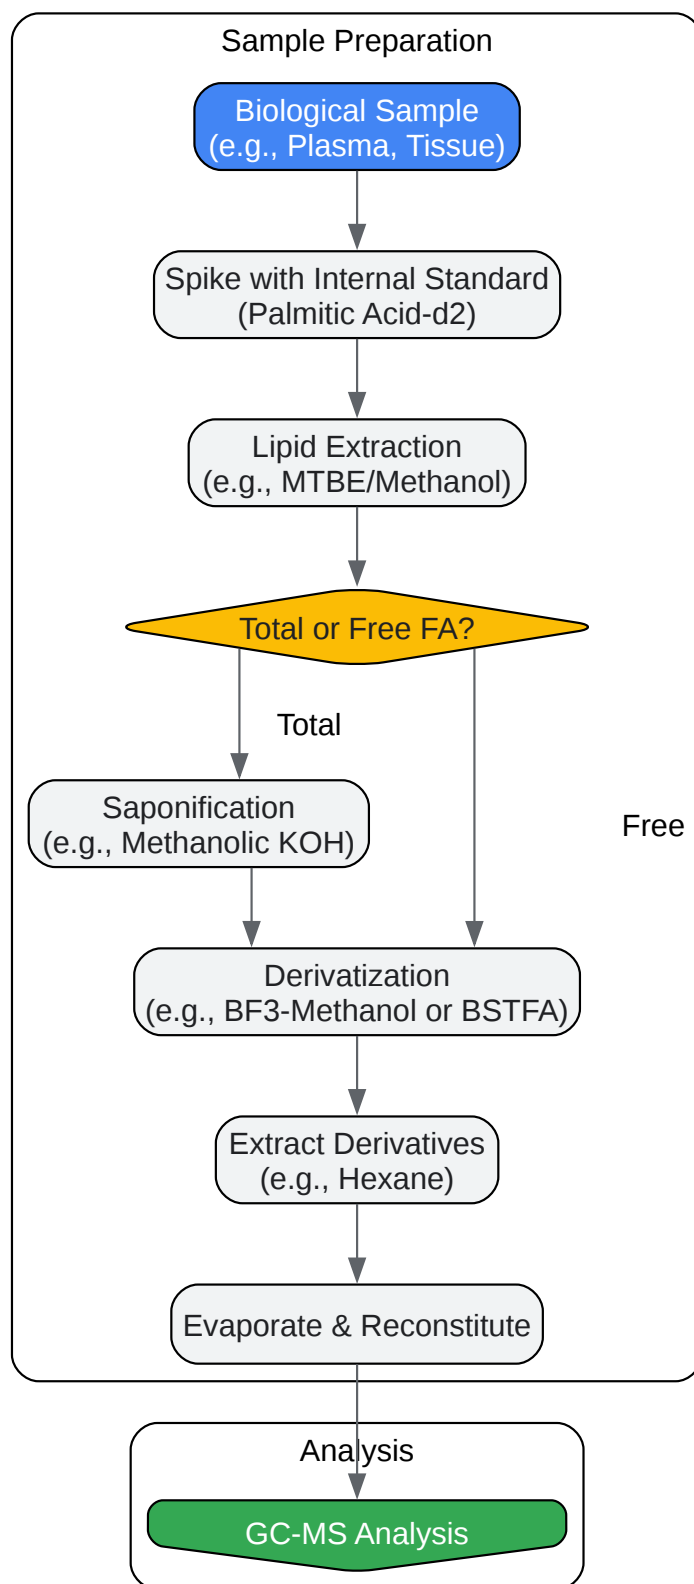 Sample Preparation
Biological Sample
(e.g., Plasma, Tissue)
Spike with Internal Standard
(Palmitic Acid-d2)
Lipid Extraction
(e.g., MTBE/Methanol)
Total or Free FA?
Total
Saponification
(e.g., Methanolic KOH)
Free
Derivatization
(e.g., BF3-Methanol or BSTFA)
Extract Derivatives
(e.g., Hexane)
Evaporate & Reconstitute
Analysis
GC-MS Analysis